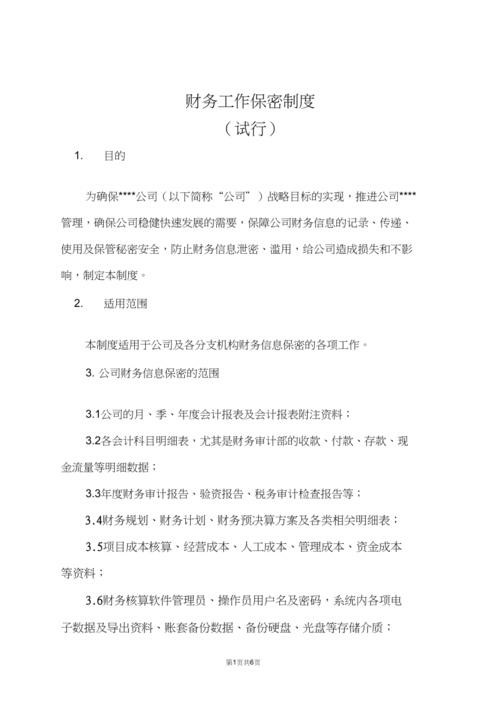 财务工作保密制度
（试行）
1. 目的
为确保****公司（以下简称“公司”）战略目标的实现，推进公司****
管理，确保公司稳健快速发展的需要，保障公司财务信息的记录、传递、
使用及保管秘密安全，防止财务信息泄密、滥用，给公司造成损失和不影
响，制定本制度。
2. 适用范围
本制度适用于公司及各分支机构财务信息保密的各项工作。
3. 公司财务信息保密的范围
3.1公司的月、季、年度会计报表及会计报表附注资料；
3.2各会计科目明细表，尤其是财务审计部的收款、付款、存款、现
金流量等明细数据；
3.3年度财务审计报告、验资报告、税务审计检查报告等；
3.4财务规划、财务计划、财务预决算方案及各类相关明细表；
3.5项目成本核算、经营成本、人工成本、管理成本、资金成本
等资料；
3.6财务核算软件管理员、操作员用户名及密码，系统内各项电
子数据及导出资料、账套备份数据、备份硬盘、光盘等存储介质；
第1页共6页